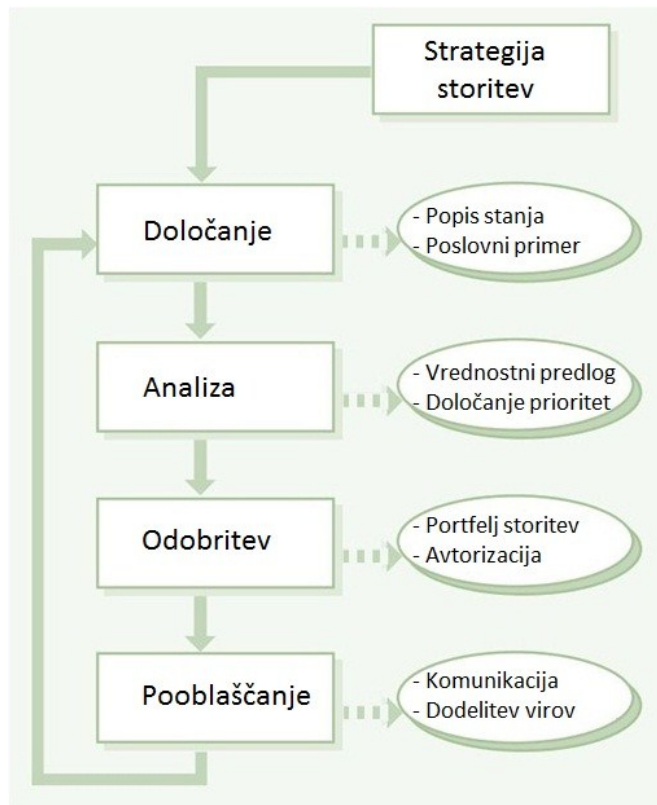 Strategija
storitev
Določanje
- Popis stanja
- Poslovni primer
Analiza
- Vrednostni predlog
- Določanje prioritet
Odobritev
- Portfelj storitev
- Avtorizacija
Pooblaščanje
- Komunikacija
- Dodelitev virov